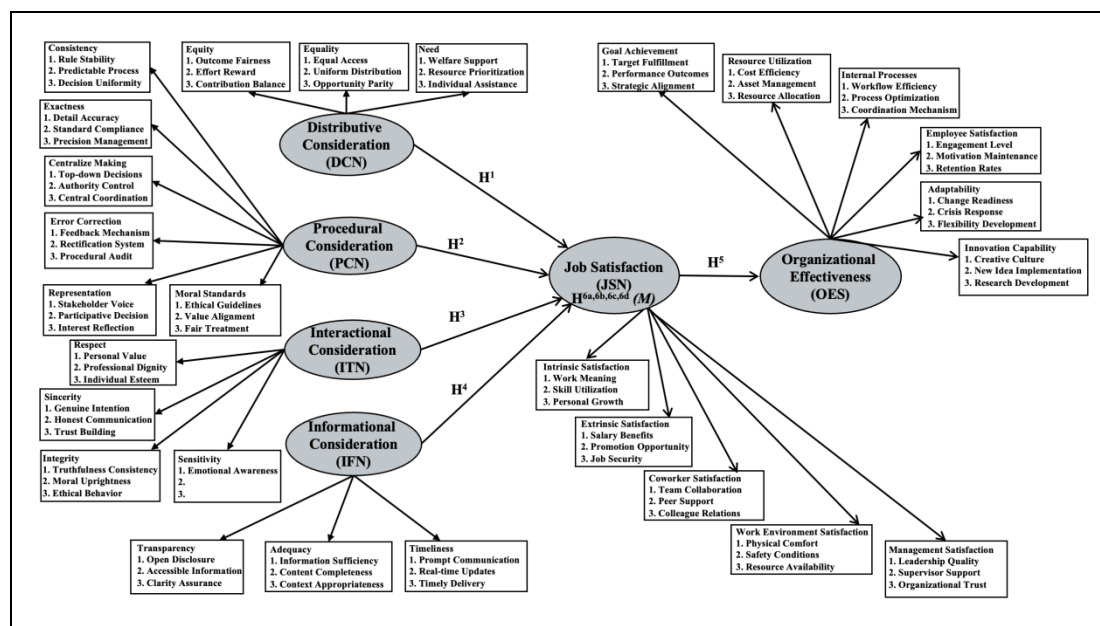 Consistency
1. Rule Stability
2. Predictable Process
3. Decision Uniformity
Equity
1. Outcome Fairness
2. Effort Reward
3. Contribution Balance
Equality
1. Equal Access
2. Uniform Distribution
3. Opportunity Parity
Need
1. Welfare Support
2. Resource Prioritization
3. Individual Assistance
Goal Achievement
1. Target Fulfillment
2. Performance Outcomes
3. Strategic Alignment
Resource Utilization
1. Cost Efficiency
2. Asset Management
3. Resource Allocation
Internal Processes
1. Workflow Efficiency
2. Process Optimization
3. Coordination Mechanism
Exactness
1. Detail Accuracy
2. Standard Compliance
3. Precision Management
Distributive
Consideration
(DCN)
Employee Satisfaction
1. Engagement Level
2. Motivation Maintenance
3. Retention Rates
Centralize Making
1. Top-down Decisions
2. Authority Control
3. Central Coordination
H1
Adaptability
1. Change Readiness
2. Crisis Response
3. Flexibility Development
Error Correction
1. Feedback Mechanism
2. Rectification System
3. Procedural Audit
Procedural
Consideration
(PCN)
H2
Job Satisfaction
(JSN)
H6a,6b,6c,6d (M)
H5
Organizational
Effectiveness
(OES)
Innovation Capability
1. Creative Culture
2. New Idea Implementation
3. Research Development
Representation
1. Stakeholder Voice
2. Participative Decision
3. Interest Reflection
Moral Standards
1. Ethical Guidelines
2. Value Alignment
3. Fair Treatment
H3
Respect
1. Personal Value
2. Professional Dignity
3. Individual Esteem
Interactional
Consideration
(ITN)
Intrinsic Satisfaction
1. Work Meaning
2. Skill Utilization
3. Personal Growth
H4
Sincerity
1. Genuine Intention
2. Honest Communication
3. Trust Building
Informational
Consideration
(IFN)
Extrinsic Satisfaction
1. Salary Benefits
2. Promotion Opportunity
3. Job Security
Integrity
1. Truthfulness Consistency
2. Moral Uprightness
3. Ethical Behavior
Sensitivity
1. Emotional Awareness
2.
3.
Coworker Satisfaction
1. Team Collaboration
2. Peer Support
3. Colleague Relations
Work Environment Satisfaction
1. Physical Comfort
2. Safety Conditions
3. Resource Availability
Transparency
1. Open Disclosure
2. Accessible Information
3. Clarity Assurance
Adequacy
1. Information Sufficiency
2. Content Completeness
3. Context Appropriateness
Timeliness
1. Prompt Communication
2. Real-time Updates
3. Timely Delivery
Management Satisfaction
1. Leadership Quality
2. Supervisor Support
3. Organizational Trust